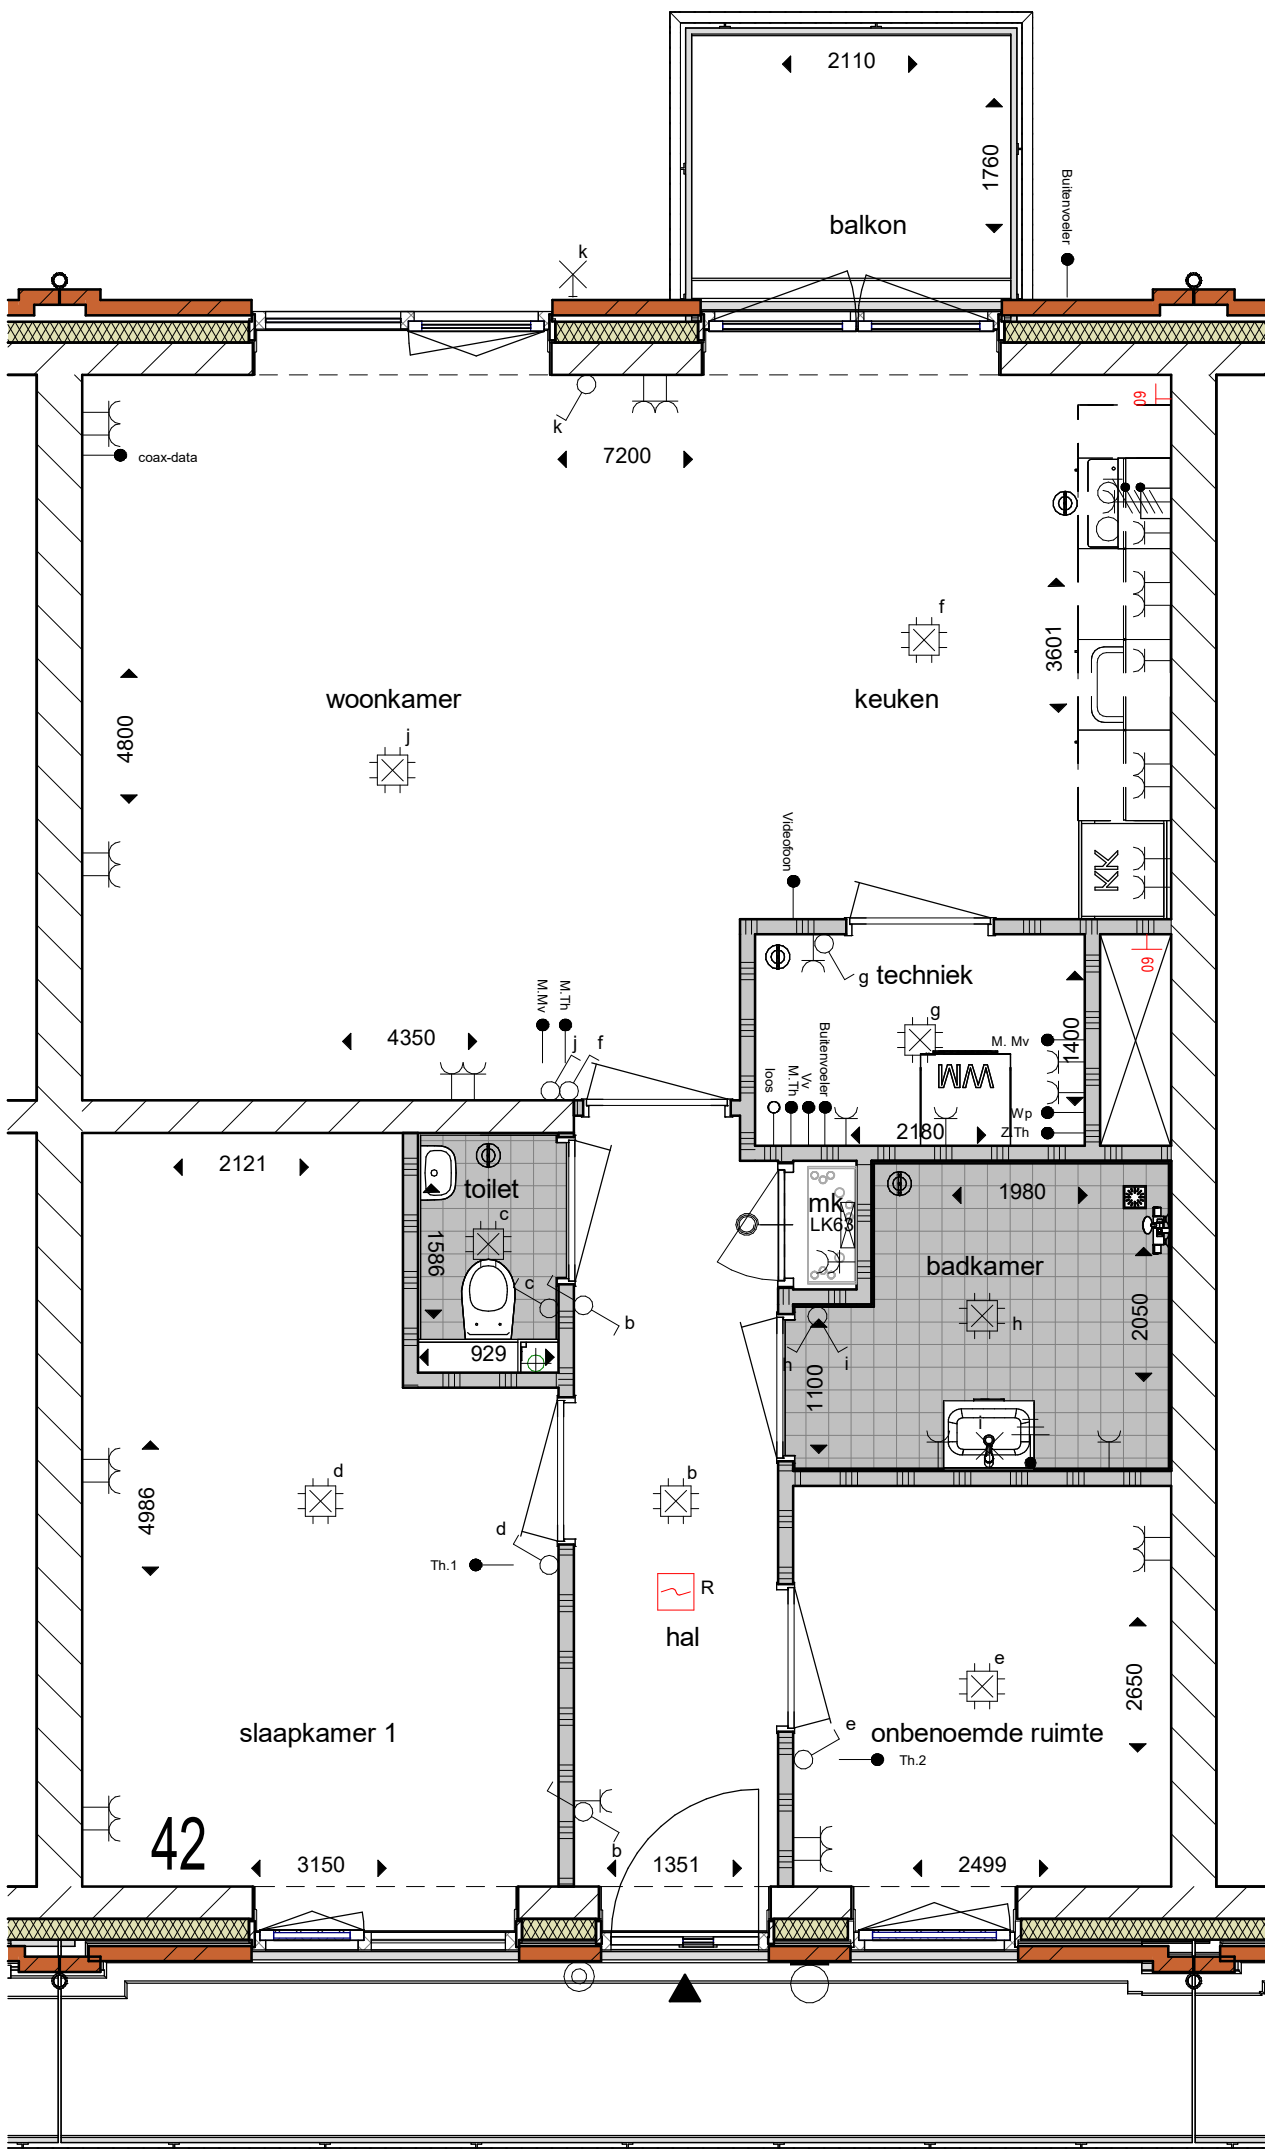 2110
1760
Buitenvoeler
balkon
k
k
09
coax-data
7200
f
3601
woonkamer
keuken
4800
j
Videofoon
KK
09
g
techniek
M.Mv
M.Th
g
4350
j
f
1400
M. Mv
loos
M.Th
Vv
Buitenvoeler
WM
Wp
Z.Th
2180
2121
toilet
1980
mk
LK63
c
1586
badkamer
c
b
h
2050
929
h
i
1100
i
4986
d
b
d
Th.1
R
hal
e
2650
slaapkamer 1
e
onbenoemde ruimte
Th.2
42
b
3150
1351
2499